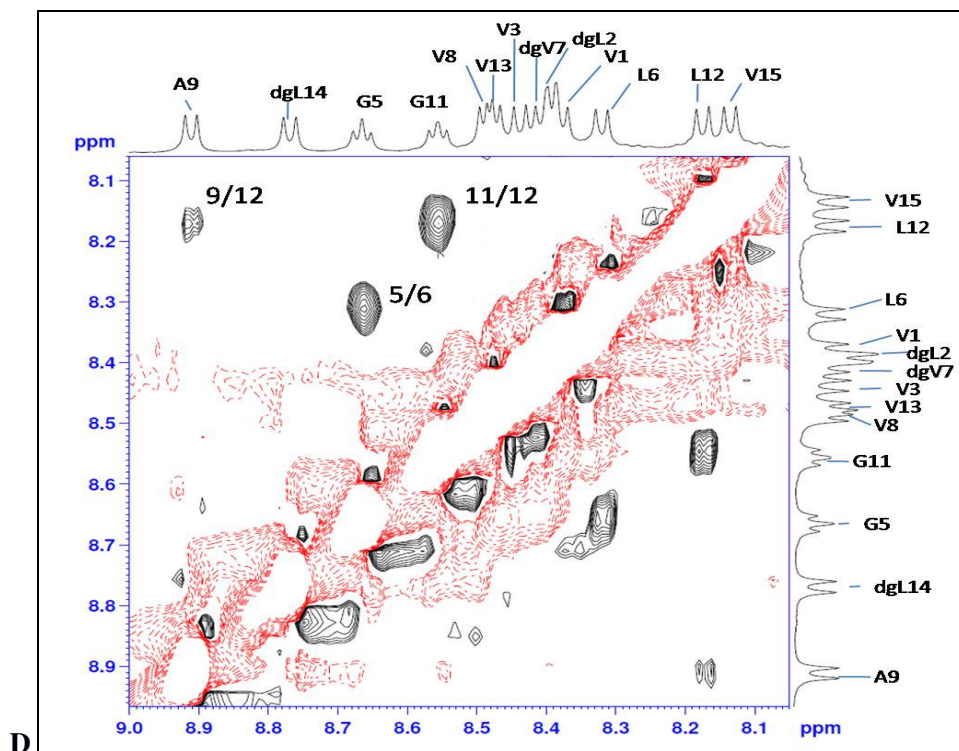 V3
dgL2
V8
dgV7
V13
V1
A9
dgL14
G5
G11
L6
L12
V15
ppm
9/12
11/12
5/6
8.1
8.2
8.3
8.4
8.5
8.6
8.7
8.8
8.9
V15
L12
L6
V1
dgL2
dgV7
V3
V13
V8
G11
G5
dgL14
A9
9.0 8.9 8.8 8.7 8.6 8.5 8.4 8.3 8.2 8.1 ppm
D